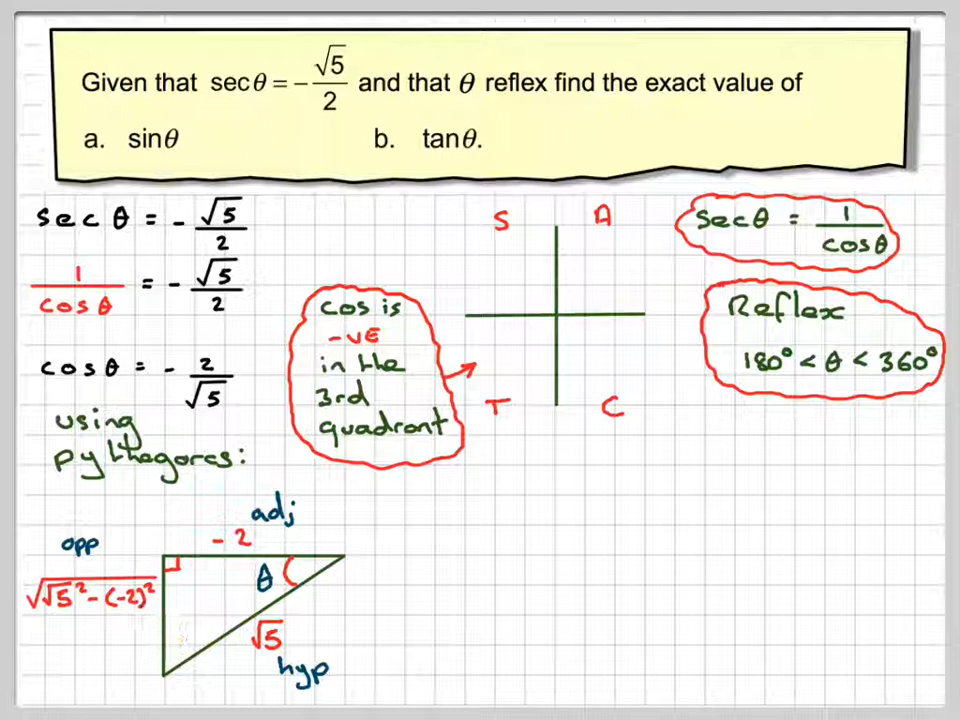 Given that secθ = -√5/2 and that θ reflex find the exact value of
a. sinθ b. tanθ.
sec θ = - √5/2
1/cos θ = - √5/2
cos θ = - 2/√5
using
pythagoras:
opp
√(√5² - (-2)²)
adj
- 2
θ
√5
hyp
cos is
-VE
in the
3rd
quadrant
S A
T C
Secθ = 1/cosθ
Reflex
180° < θ < 360°